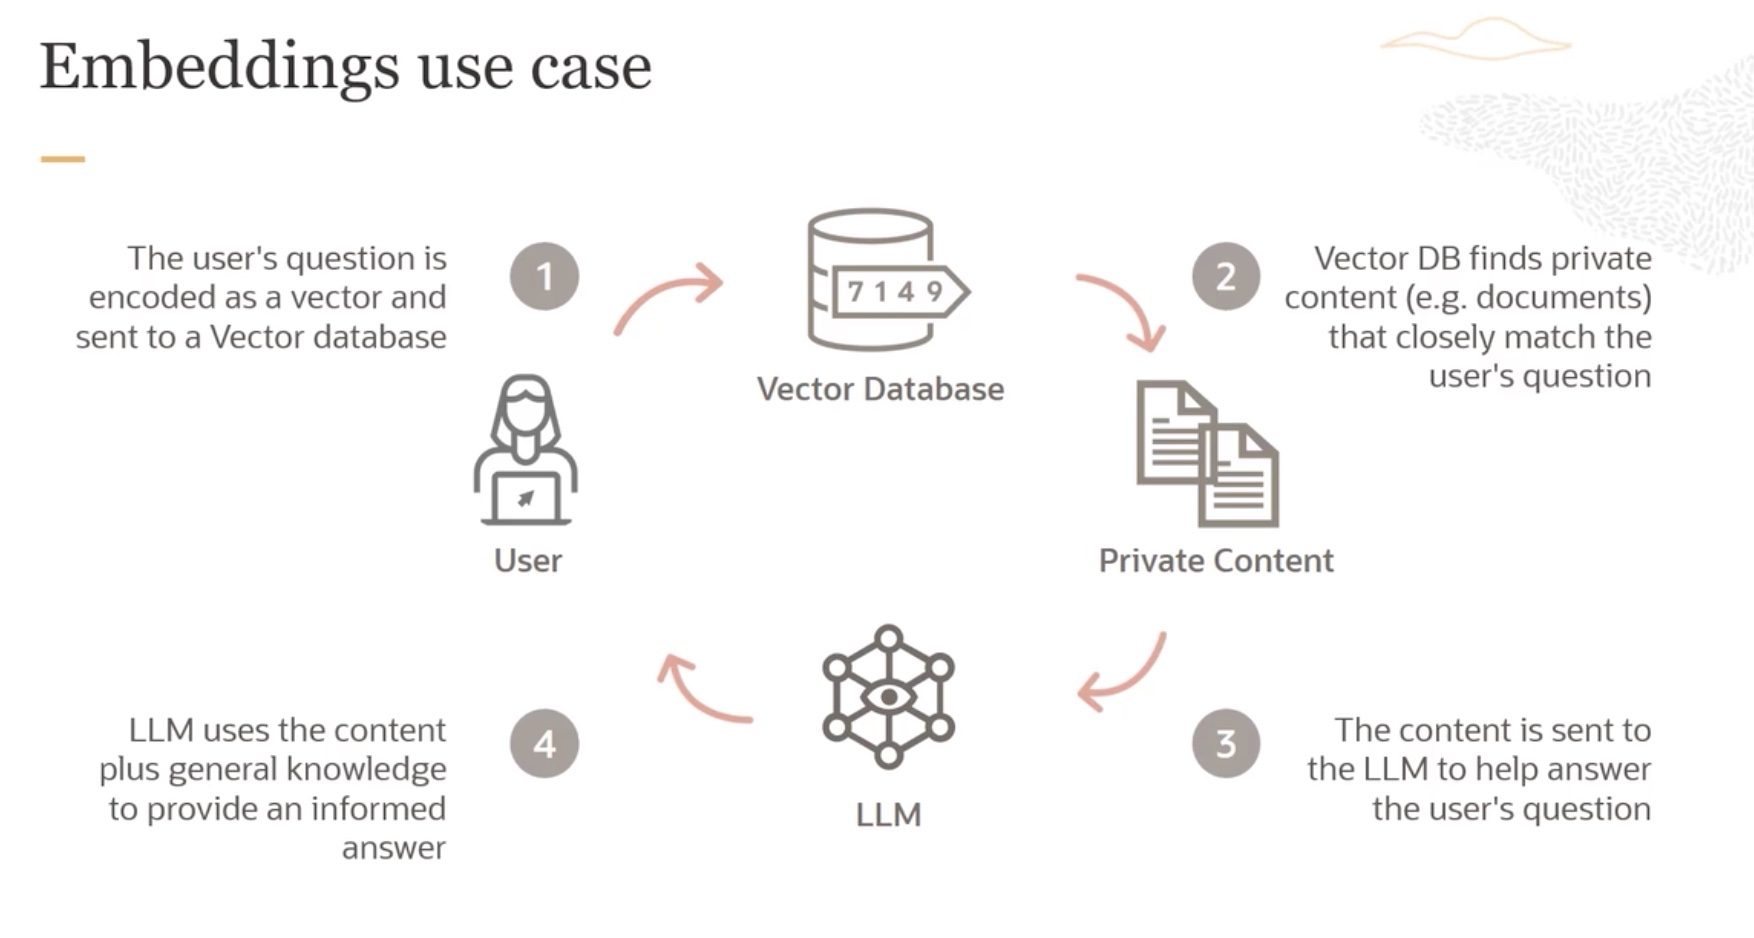 Embeddings use case
The user's question is
encoded as a vector and
sent to a Vector database
1
7 1 4 9
Vector Database
2
Vector DB finds private
content (e.g. documents)
that closely match the
user's question
User
Private Content
LLM uses the content
plus general knowledge
to provide an informed
answer
4
LLM
3
The content is sent to
the LLM to help answer
the user's question